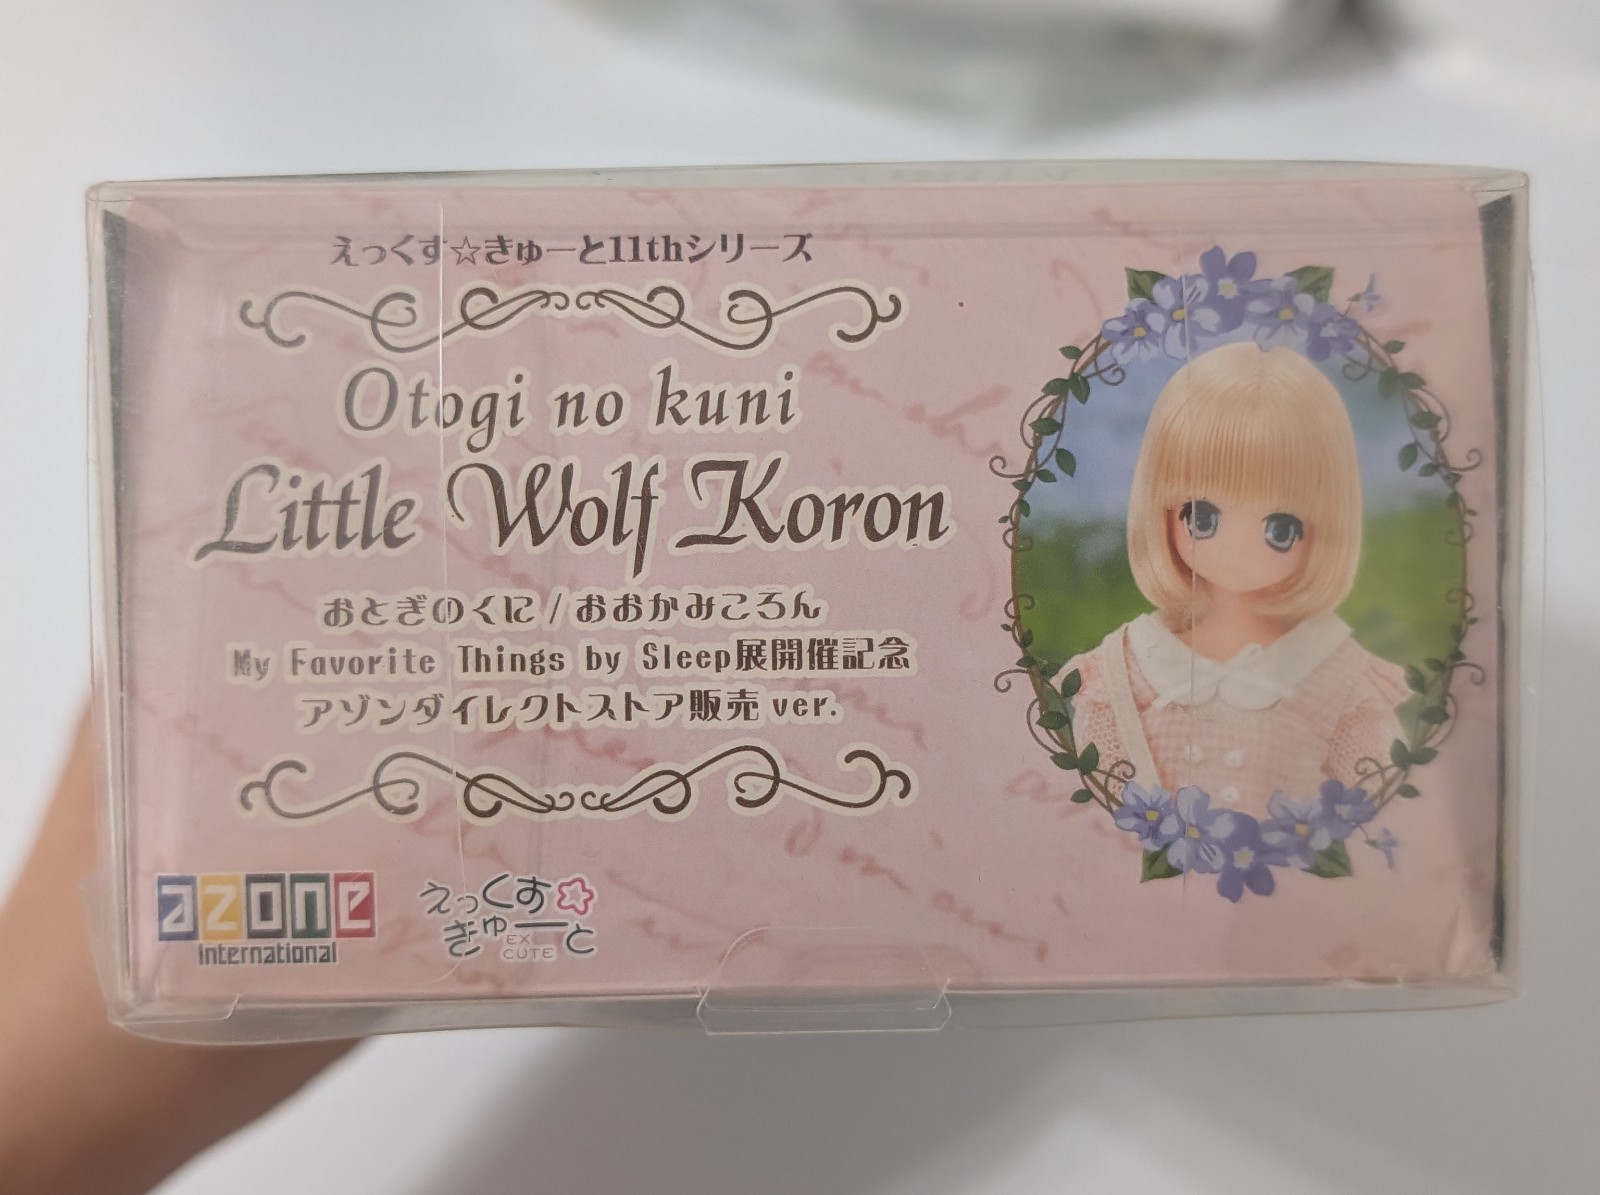 えっくす☆きゅーと11thシリーズ
Otogi no kuni
Little Wolf Koron
おとぎのくに/おおかみころん
My Favorite Things by Sleep展開催記念
アゾンダイレクトストア販売ver.
azone
international
えっくす☆
きゅーと
EX
CUTE